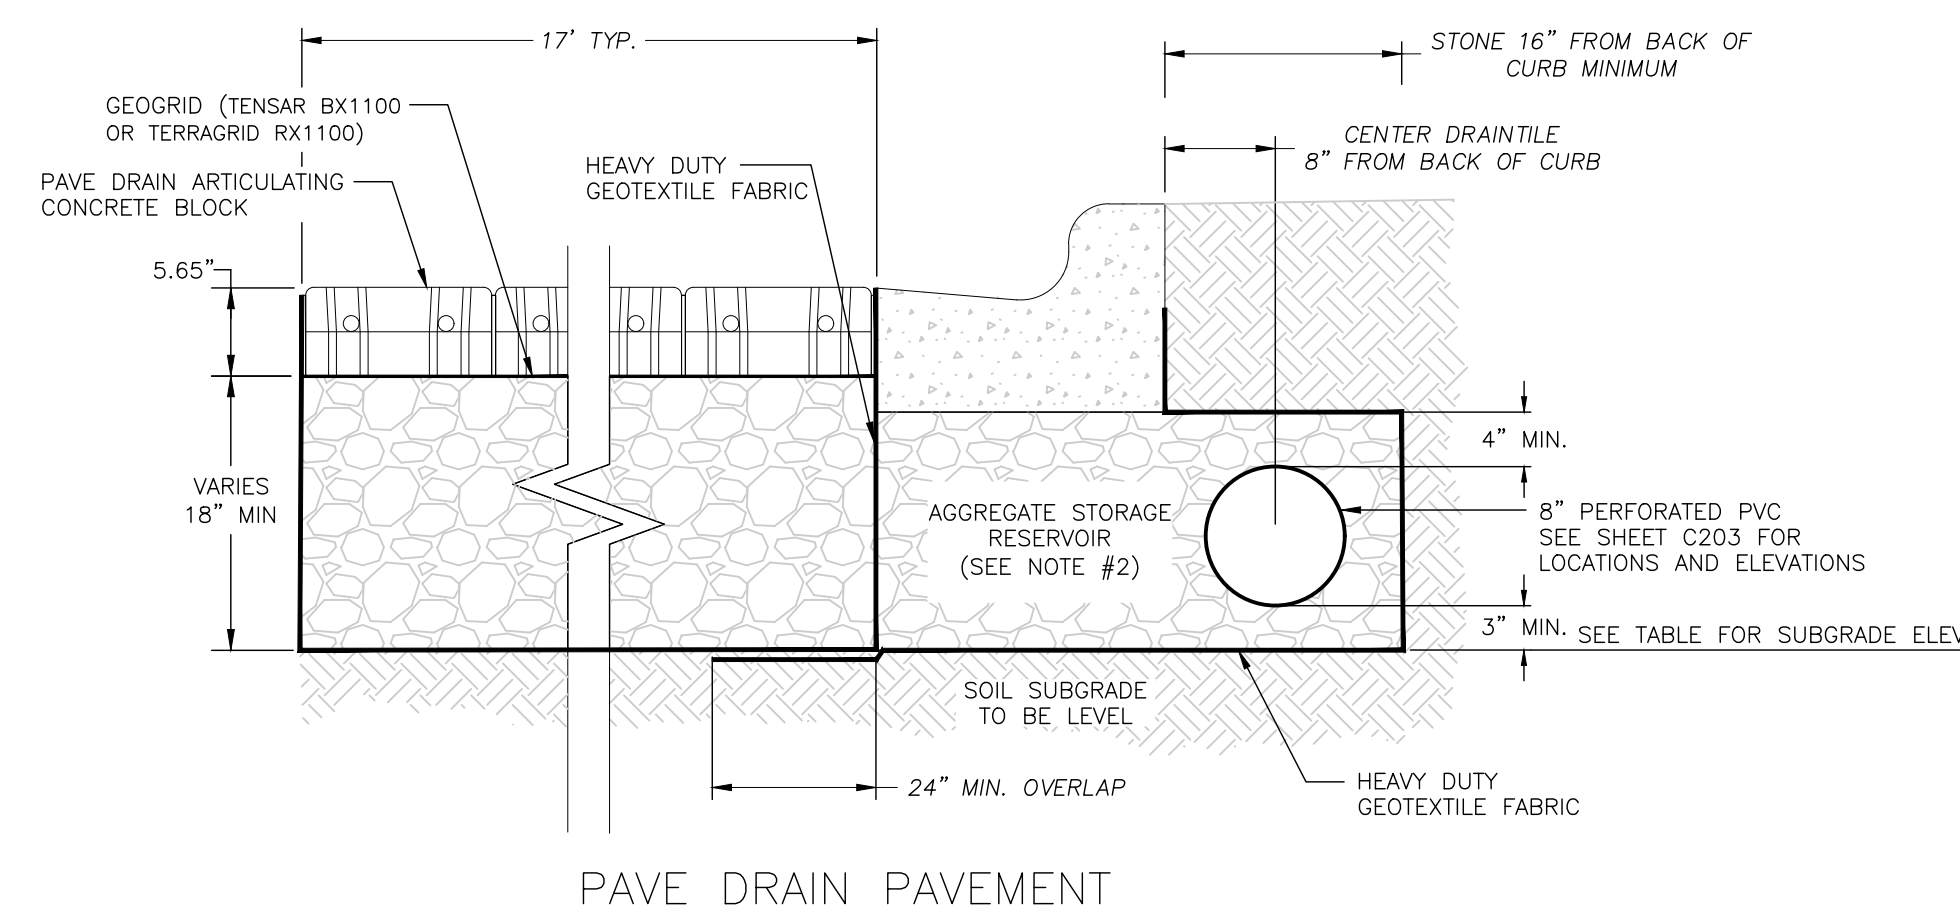 17' TYP.
STONE 16" FROM BACK OF
CURB MINIMUM
GEOGRID (TENSAR BX1100
OR TERRAGRID RX1100)
CENTER DRAINTILE
8" FROM BACK OF CURB
HEAVY DUTY
GEOTEXTILE FABRIC
PAVE DRAIN ARTICULATING
CONCRETE BLOCK
5.65"
4" MIN.
VARIES
18" MIN
AGGREGATE STORAGE
RESERVOIR
(SEE NOTE #2)
8" PERFORATED PVC
SEE SHEET C203 FOR
LOCATIONS AND ELEVATIONS
3" MIN.
SEE TABLE FOR SUBGRADE ELEV
SOIL SUBGRADE
TO BE LEVEL
24" MIN. OVERLAP
HEAVY DUTY
GEOTEXTILE FABRIC
PAVE DRAIN PAVEMENT